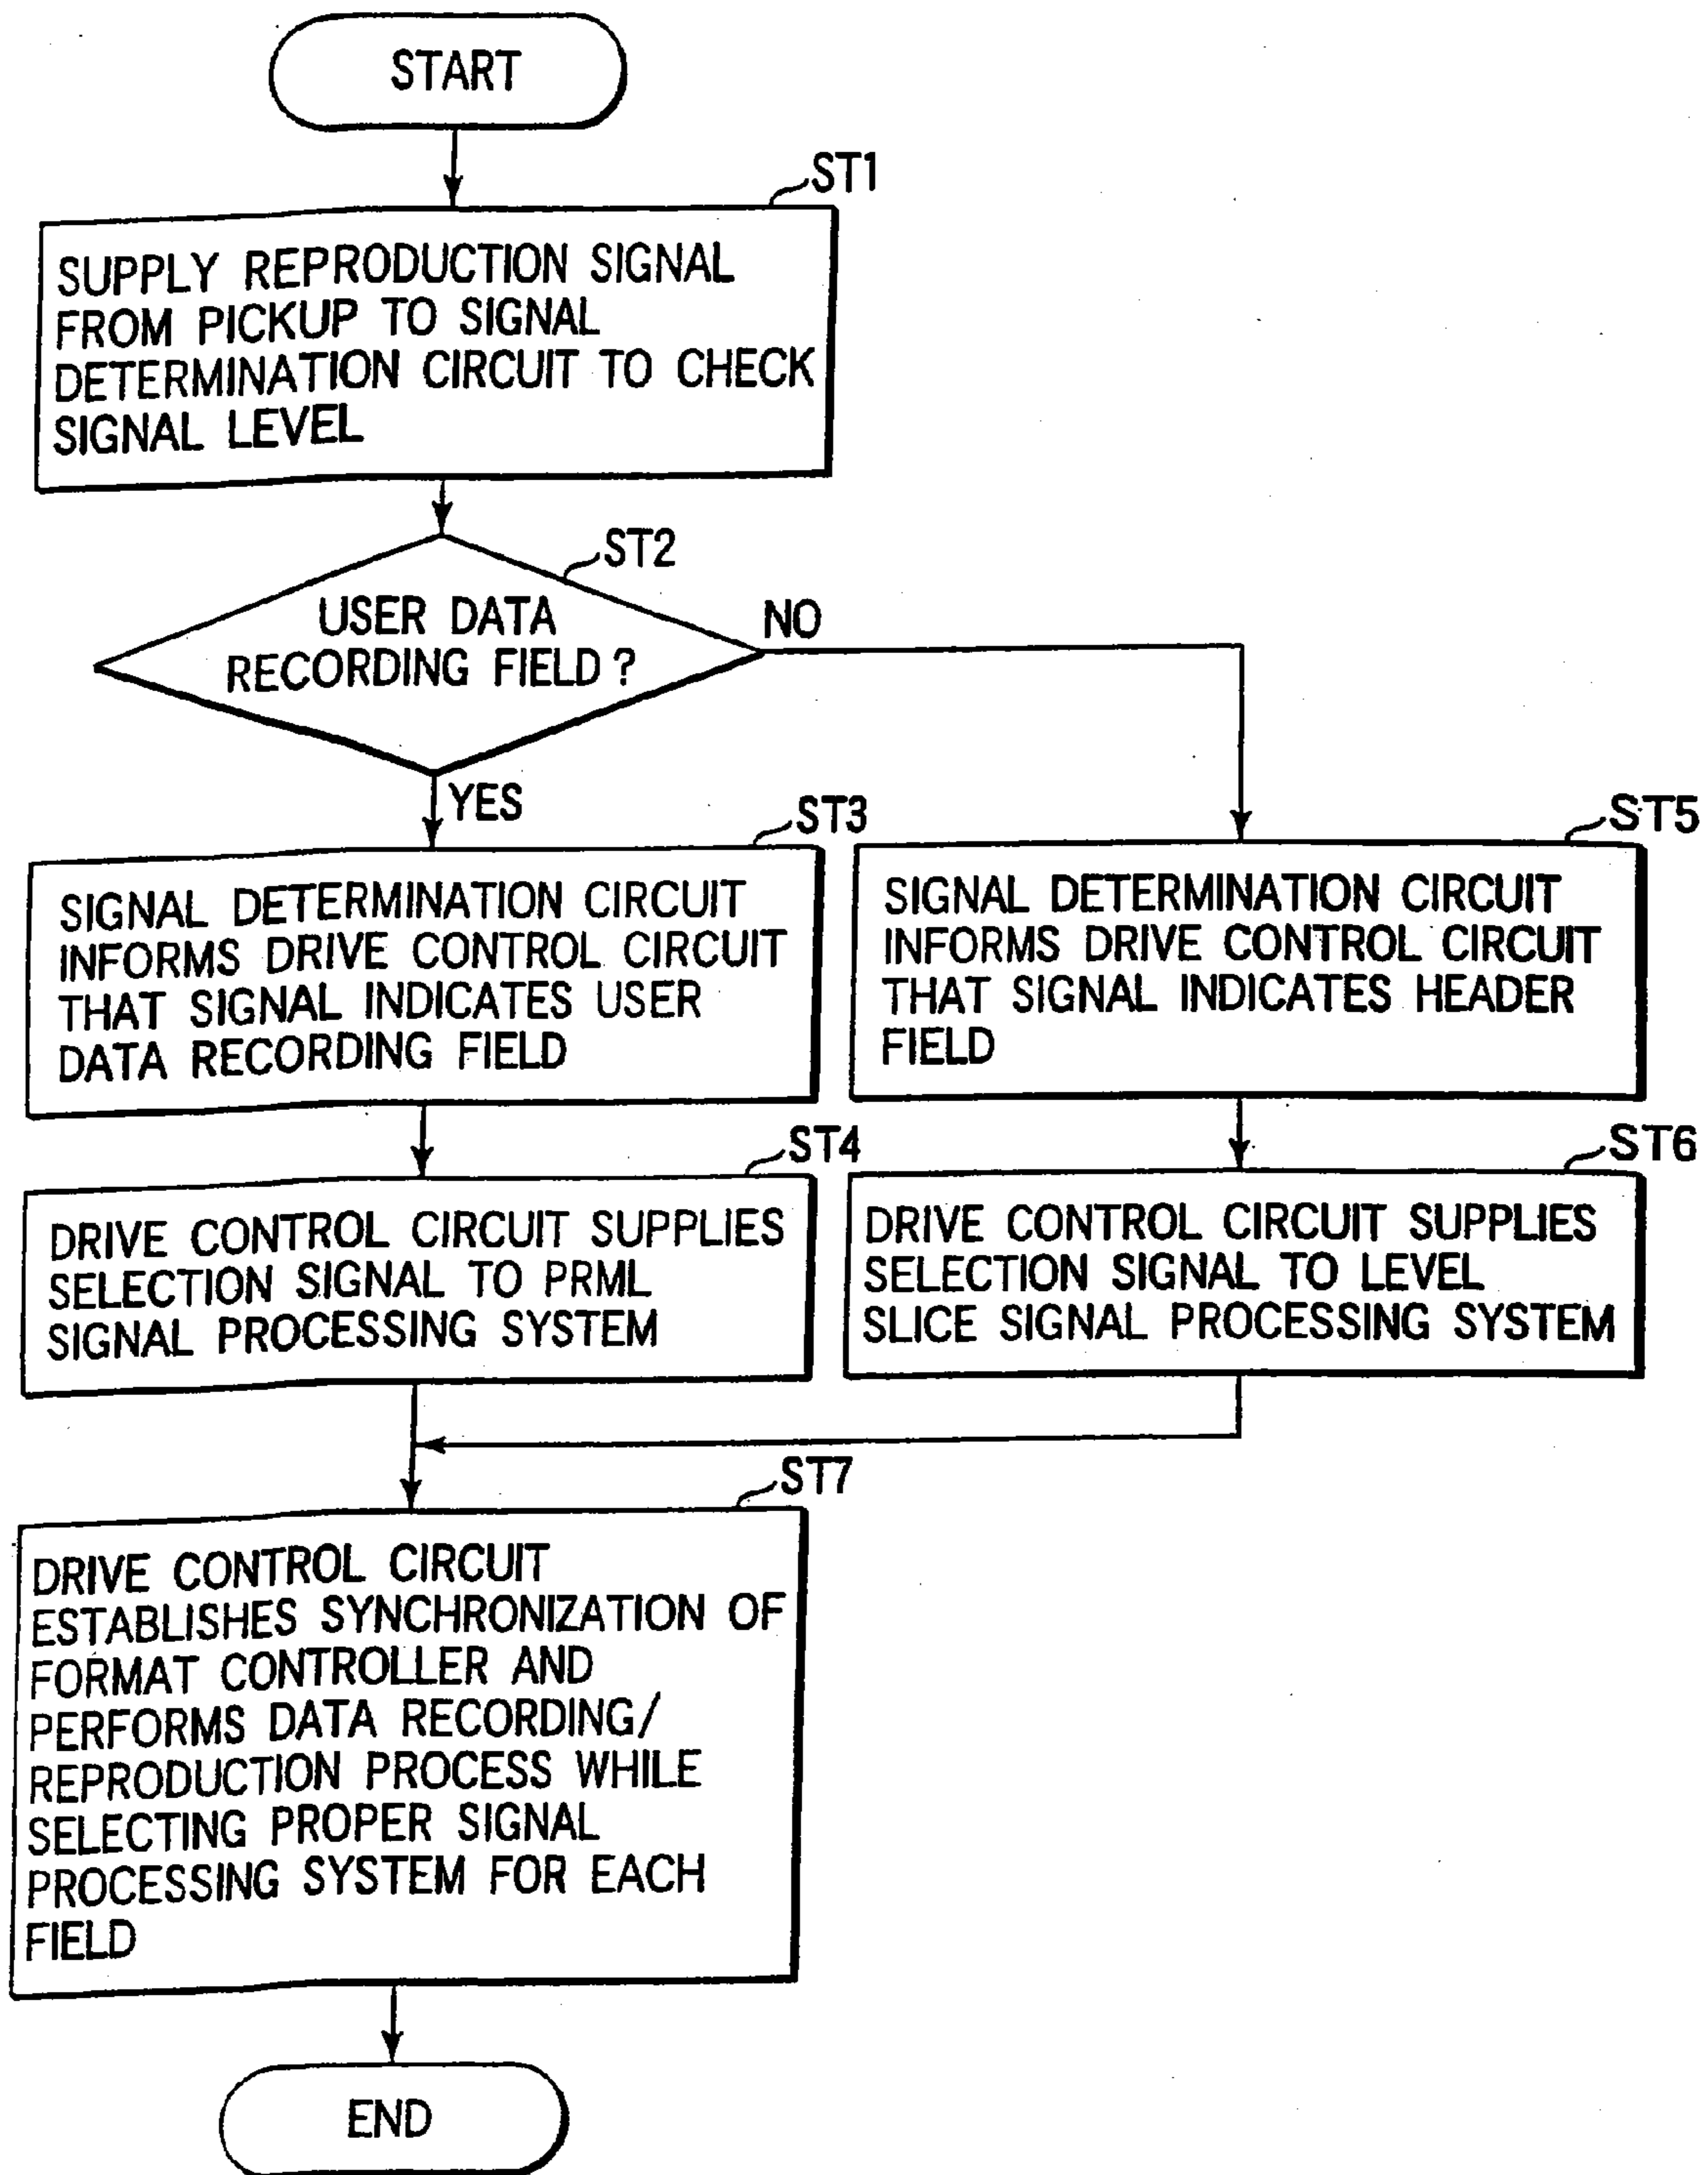 START
ST1
SUPPLY REPRODUCTION SIGNAL
FROM PICKUP TO SIGNAL
DETERMINATION CIRCUIT TO CHECK
SIGNAL LEVEL
ST2
USER DATA
RECORDING FIELD?
NO
YES
ST3
SIGNAL DETERMINATION CIRCUIT
INFORMS DRIVE CONTROL CIRCUIT
THAT SIGNAL INDICATES USER
DATA RECORDING FIELD
ST5
SIGNAL DETERMINATION CIRCUIT
INFORMS DRIVE CONTROL CIRCUIT
THAT SIGNAL INDICATES HEADER
FIELD
ST4
DRIVE CONTROL CIRCUIT SUPPLIES
SELECTION SIGNAL TO PRML
SIGNAL PROCESSING SYSTEM
ST6
DRIVE CONTROL CIRCUIT SUPPLIES
SELECTION SIGNAL TO LEVEL
SLICE SIGNAL PROCESSING SYSTEM
ST7
DRIVE CONTROL CIRCUIT
ESTABLISHES SYNCHRONIZATION OF
FORMAT CONTROLLER AND
PERFORMS DATA RECORDING/
REPRODUCTION PROCESS WHILE
SELECTING PROPER SIGNAL
PROCESSING SYSTEM FOR EACH
FIELD
END